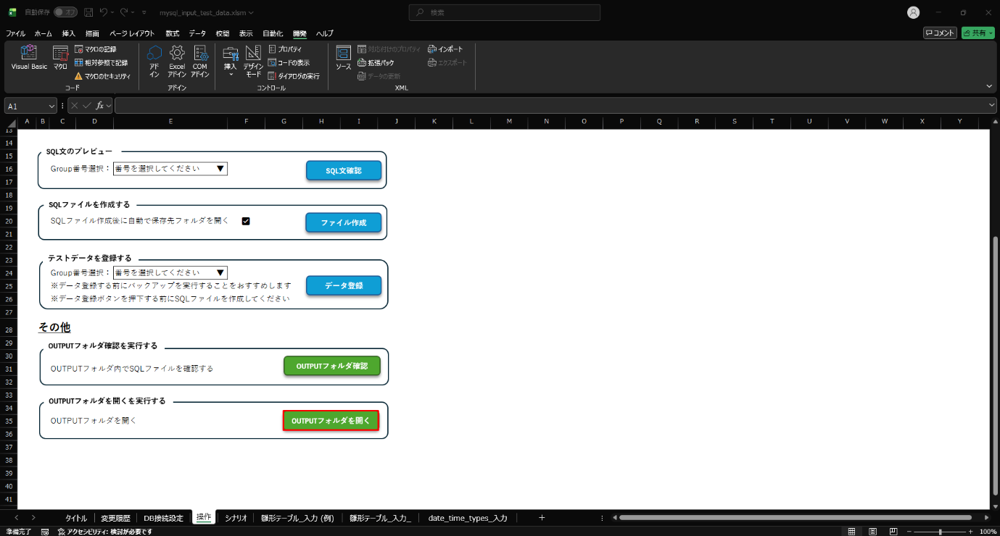 自動保存 オフ mysql_input_test_data.xlsm 検索
ファイル ホーム 挿入 描画 ページ レイアウト 数式 データ 校閲 表示 自動化 開発 ヘルプ コメント 共有
Visual Basic マクロ マクロの記録 相対参照で記録 マクロのセキュリティ コード
アドイン Excel アドイン COM アドイン アドイン
挿入 デザイン モード プロパティ コードの表示 ダイアログの実行 コントロール
ソース 対応付けのプロパティ 拡張パック データの更新 インポート エクスポート XML
A1 fx
A B C D E F G H I J K L M N O P Q R S T U V W X Y
13
14
15 SQL文のプレビュー
16 Group番号選択： 番号を選択してください ▼ SQL文確認
17
18
19 SQLファイルを作成する
20 SQLファイル作成後に自動で保存先フォルダを開く ファイル作成
21
22
23 テストデータを登録する
24 Group番号選択： 番号を選択してください ▼
25 ※データ登録する前にバックアップを実行することをおすすめします データ登録
26 ※データ登録ボタンを押下する前にSQLファイルを作成してください
27
28 その他
29 OUTPUTフォルダ確認を実行する
30
31 OUTPUTフォルダ内でSQLファイルを確認する OUTPUTフォルダ確認
32
33 OUTPUTフォルダを開くを実行する
34
35 OUTPUTフォルダを開く OUTPUTフォルダを開く
36
37
38
39
40
41
タイトル 変更履歴 DB接続設定 操作 シナリオ 雛形テーブル_入力 (例) 雛形テーブル_入力_ date_time_types_入力 +
準備完了 アクセシビリティ: 検討が必要です 100%